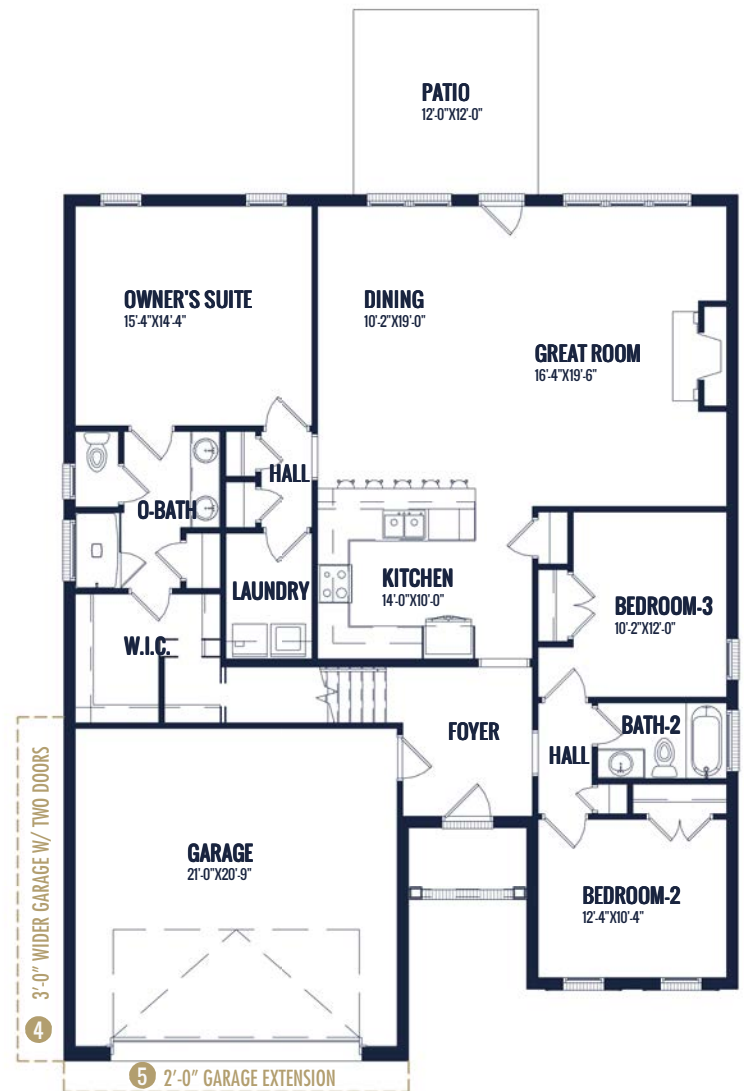 PATIO
12'-0"X12'-0"
OWNER'S SUITE
15'-4"X14'-4"
DINING
10'-2"X19'-0"
GREAT ROOM
16'-4"X19'-6"
HALL
O-BATH
LAUNDRY
KITCHEN
14'-0"X10'-0"
BEDROOM-3
10'-2"X12'-0"
W.I.C.
FOYER
HALL
BATH-2
GARAGE
21'-0"X20'-9"
BEDROOM-2
12'-4"X10'-4"
4 3'-0" WIDER GARAGE W/ TWO DOORS
5 2'-0" GARAGE EXTENSION